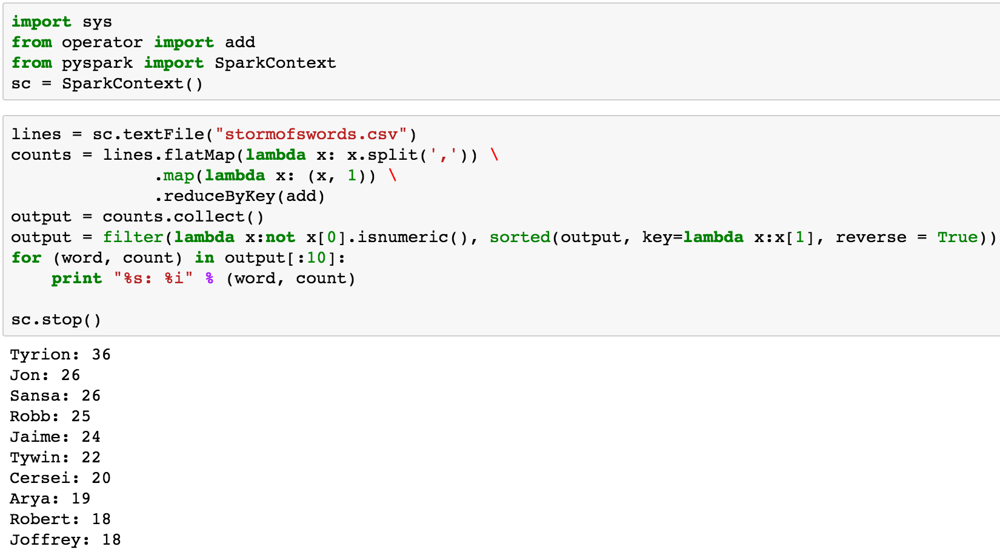 import sys
from operator import add
from pyspark import SparkContext
sc = SparkContext()
lines = sc.textFile("stormofswords.csv")
counts = lines.flatMap(lambda x: x.split(',')) \
              .map(lambda x: (x, 1)) \
              .reduceByKey(add)
output = counts.collect()
output = filter(lambda x:not x[0].isnumeric(), sorted(output, key=lambda x:x[1], reverse = True))
for (word, count) in output[:10]:
    print "%s: %i" % (word, count)
sc.stop()
Tyrion: 36
Jon: 26
Sansa: 26
Robb: 25
Jaime: 24
Tywin: 22
Cersei: 20
Arya: 19
Robert: 18
Joffrey: 18